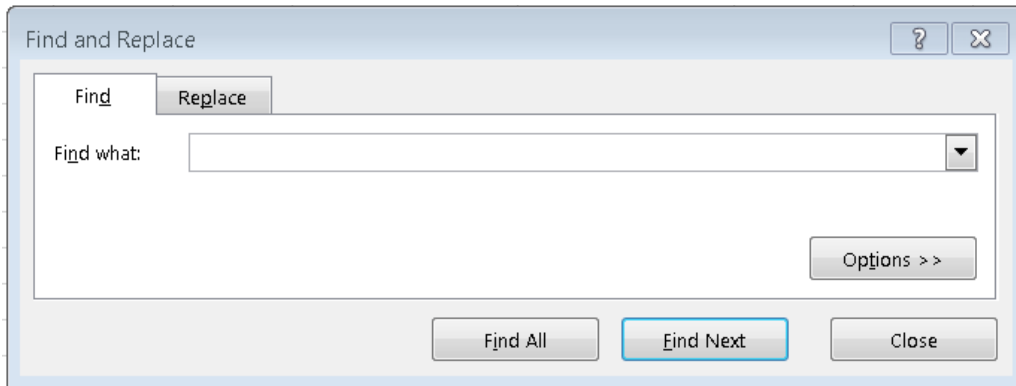 Find and Replace
Find Replace
Find what:
Options >>
Find All Find Next Close